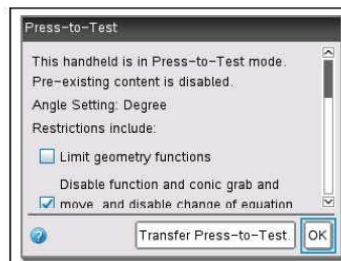 Press-to-Test
This handheld is in Press-to-Test mode.
Pre-existing content is disabled.
Angle Setting: Degree
Restrictions include:
Limit geometry functions
Disable function and conic grab and
move, and disable change of equation
Transfer Press-to-Test.
OK